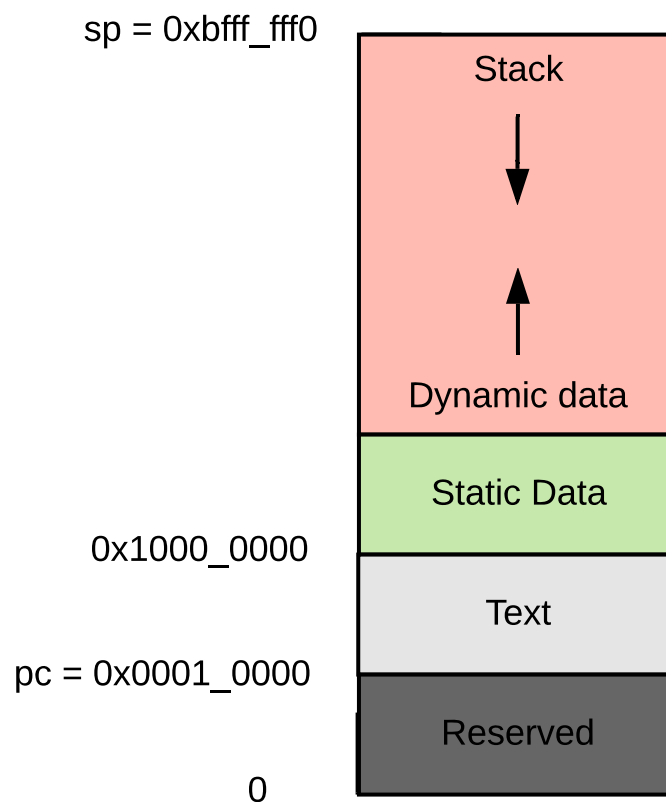 sp = 0xbfff_fff0
Stack
Dynamic data
Static Data
0x1000_0000
Text
pc = 0x0001_0000
Reserved
0